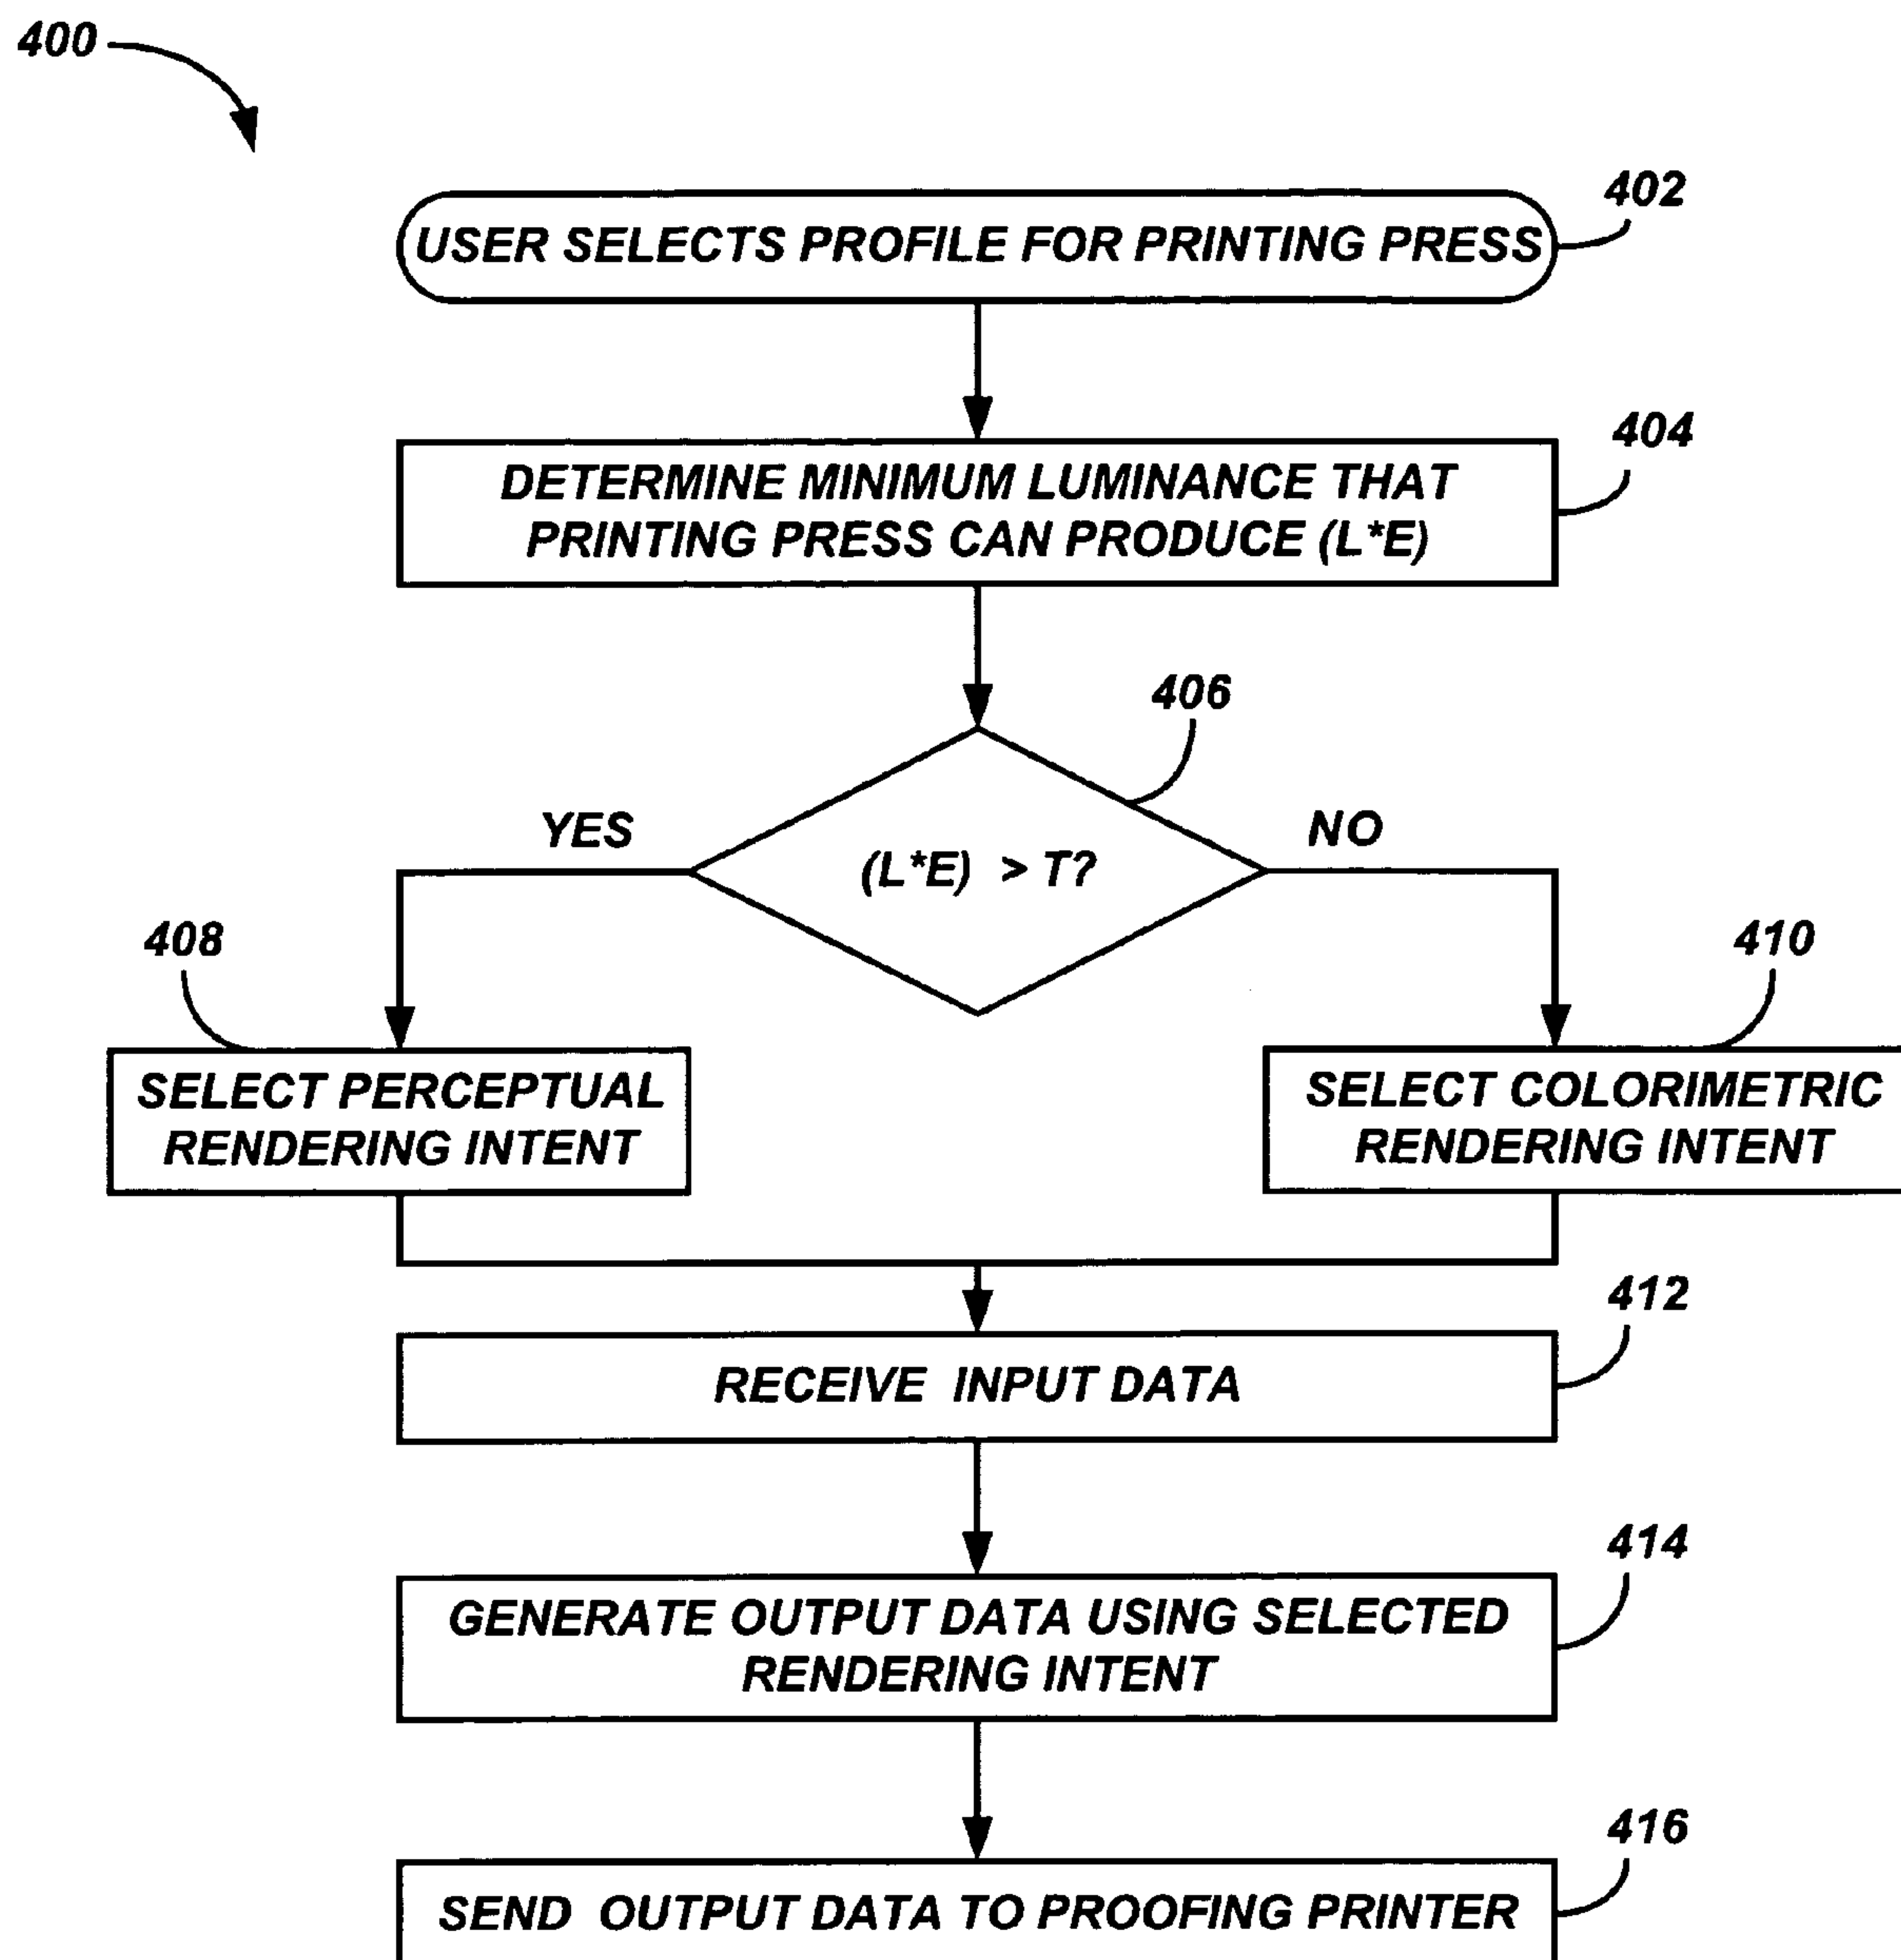 400
402
USER SELECTS PROFILE FOR PRINTING PRESS
404
DETERMINE MINIMUM LUMINANCE THAT
PRINTING PRESS CAN PRODUCE (L*E)
406
YES
NO
(L*E) > T?
408
410
SELECT PERCEPTUAL
RENDERING INTENT
SELECT COLORIMETRIC
RENDERING INTENT
412
RECEIVE INPUT DATA
414
GENERATE OUTPUT DATA USING SELECTED
RENDERING INTENT
416
SEND OUTPUT DATA TO PROOFING PRINTER